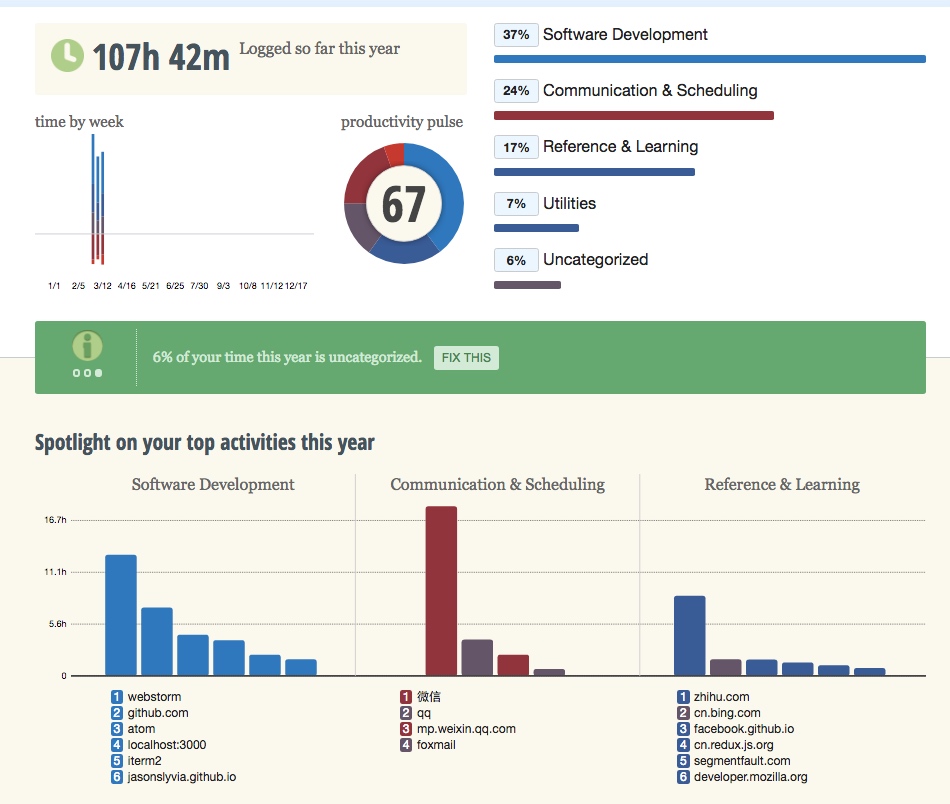 107h 42m Logged so far this year
time by week
1/1 2/5 3/12 4/16 5/21 6/25 7/30 9/3 10/8 11/12 12/17
productivity pulse
67
37% Software Development
24% Communication & Scheduling
17% Reference & Learning
7% Utilities
6% Uncategorized
6% of your time this year is uncategorized. FIX THIS
Spotlight on your top activities this year
Software Development
16.7h
11.1h
5.6h
0
1 webstorm
2 github.com
3 atom
4 localhost:3000
5 iterm2
6 jasonslyvia.github.io
Communication & Scheduling
1 微信
2 qq
3 mp.weixin.qq.com
4 foxmail
Reference & Learning
1 zhihu.com
2 cn.bing.com
3 facebook.github.io
4 cn.redux.js.org
5 segmentfault.com
6 developer.mozilla.org